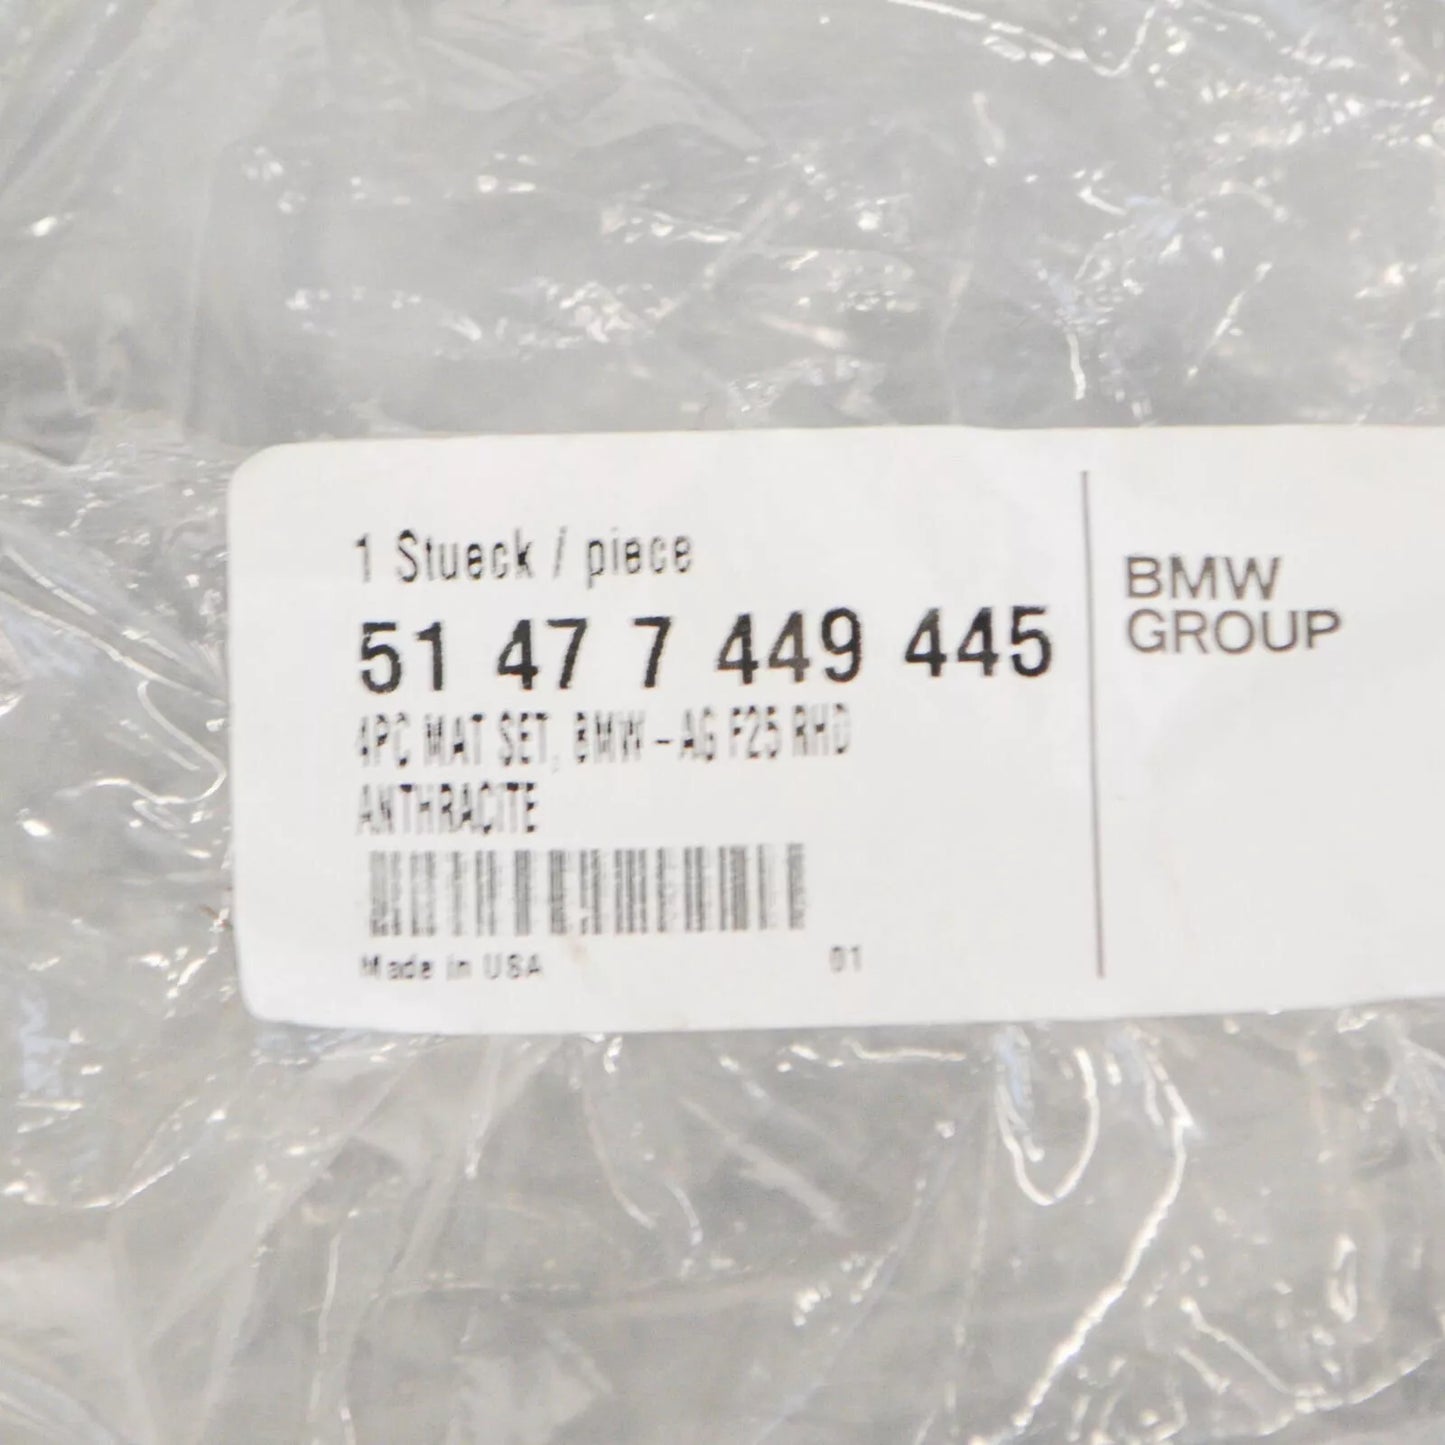 1 Stueck / piece
51 47 7 449 445
4PC MAT SET, BMW-AG F25 RHD
ANTHRACITE
Made in USA
01
BMW
GROUP